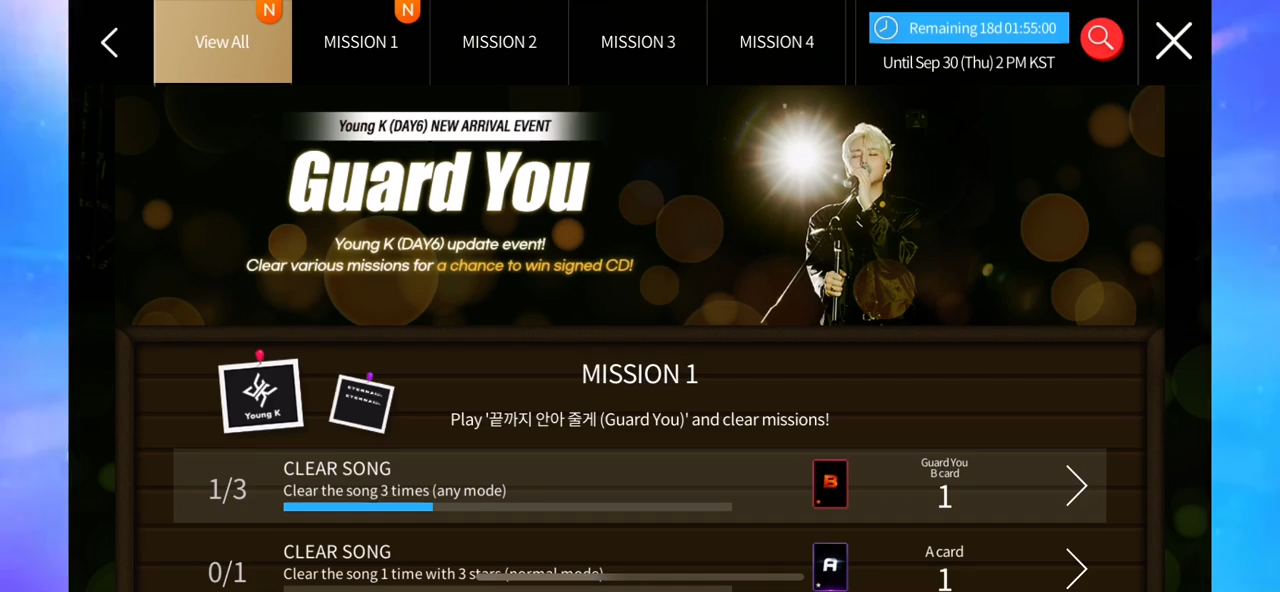 View All
N
MISSION 1
N
MISSION 2
MISSION 3
MISSION 4
Remaining 18d 01:55:00
Until Sep 30 (Thu) 2 PM KST
Young K (DAY6) NEW ARRIVAL EVENT
Guard You
Young K (DAY6) update event!
Clear various missions for a chance to win signed CD!
Young K
MISSION 1
Play '끝까지 안아 줄게 (Guard You)' and clear missions!
1/3
CLEAR SONG
Clear the song 3 times (any mode)
B
Guard You
B card
1
0/1
CLEAR SONG
Clear the song 1 time with 3 stars (normal mode)
A
A card
1